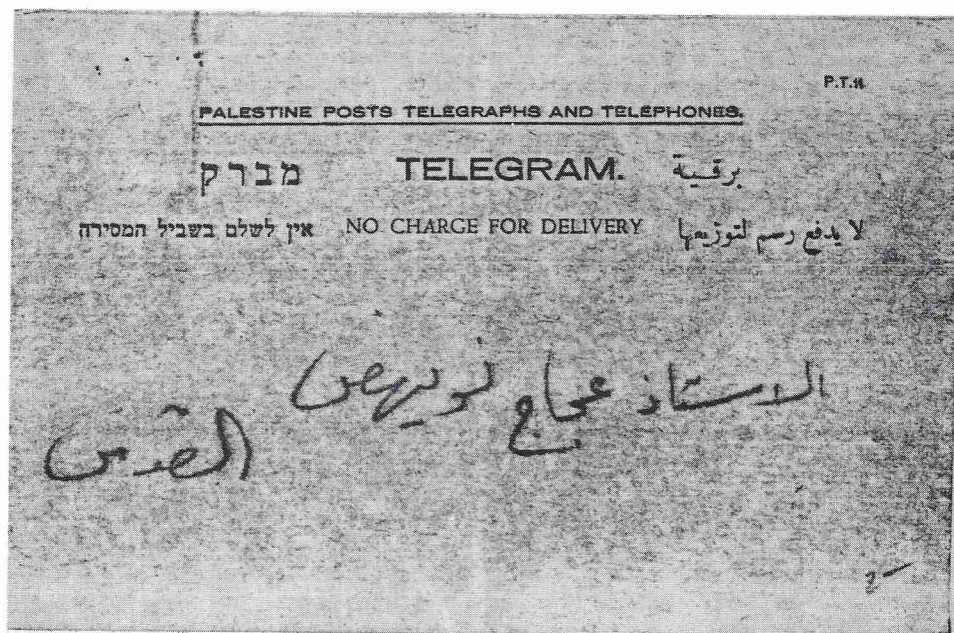 P.T.11
PALESTINE POSTS TELEGRAPHS AND TELEPHONES.
מברק TELEGRAM. برقية
אין לשלם בשביל המסירה NO CHARGE FOR DELIVERY لا يدفع رسم لتوزيعها
الاستاذ عجاج نويهض
القدس